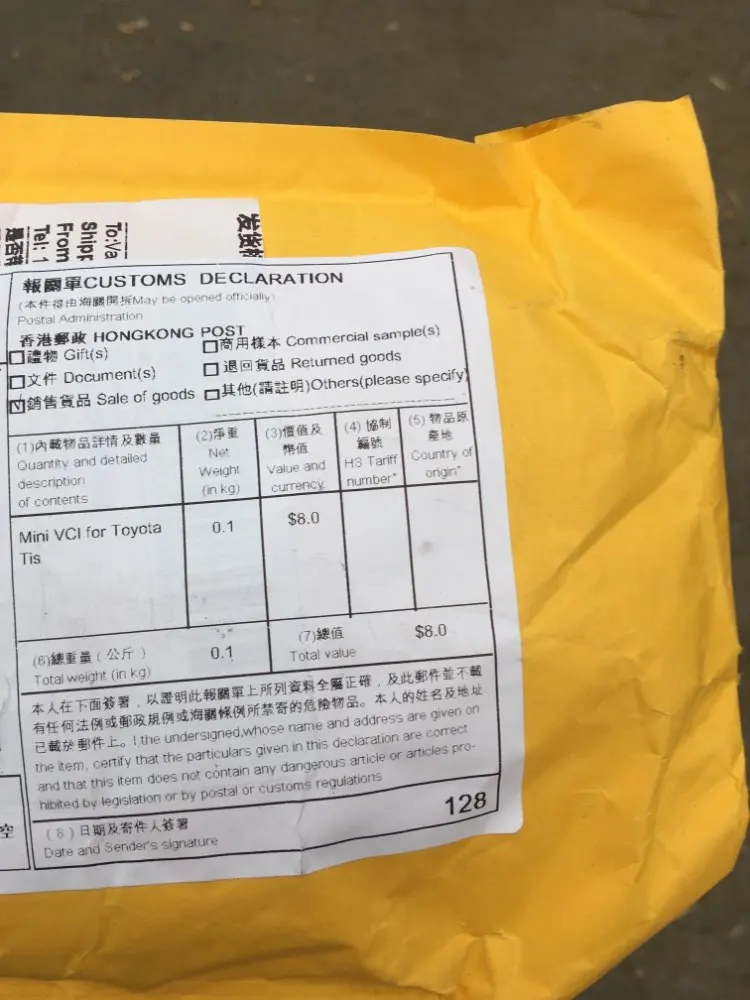 发货
To:Va
Shipp
From
Tel: 1
是否
報關單CUSTOMS DECLARATION
(本件得由海關開拆May be opened officially)
Postal Administration
香港郵政 HONGKONG POST
禮物 Gift(s)
商用樣本 Commercial sample(s)
文件 Document(s)
退回貨品 Returned goods
銷售貨品 Sale of goods
其他(請註明)Others(please specify)
(1)內載物品詳情及數量
Quantity and detailed
description
of contents
(2)淨重
Net
Weight
(in kg)
(3)價值及
幣值
Value and
currency
(4) 協制
編號
HS Tariff
number*
(5) 物品原
產地
Country of
origin*
Mini VCI for Toyota
Tis
0.1
$8.0
(6)總重量(公斤)
Total weight (in kg)
0.1
(7)總值
Total value
$8.0
本人在下面簽署，以證明此報關單上所列資料全屬正確，及此郵件並不載
有任何法例或郵政規例或海關條例所禁寄的危險物品。本人的姓名及地址
已載於郵件上。I,the undersigned,whose name and address are given on
the item, certify that the particulars given in this declaration are correct
and that this item does not contain any dangerous article or articles pro-
hibited by legislation or by postal or customs regulations
128
(8)日期及寄件人簽署
Date and Sender's signature
空